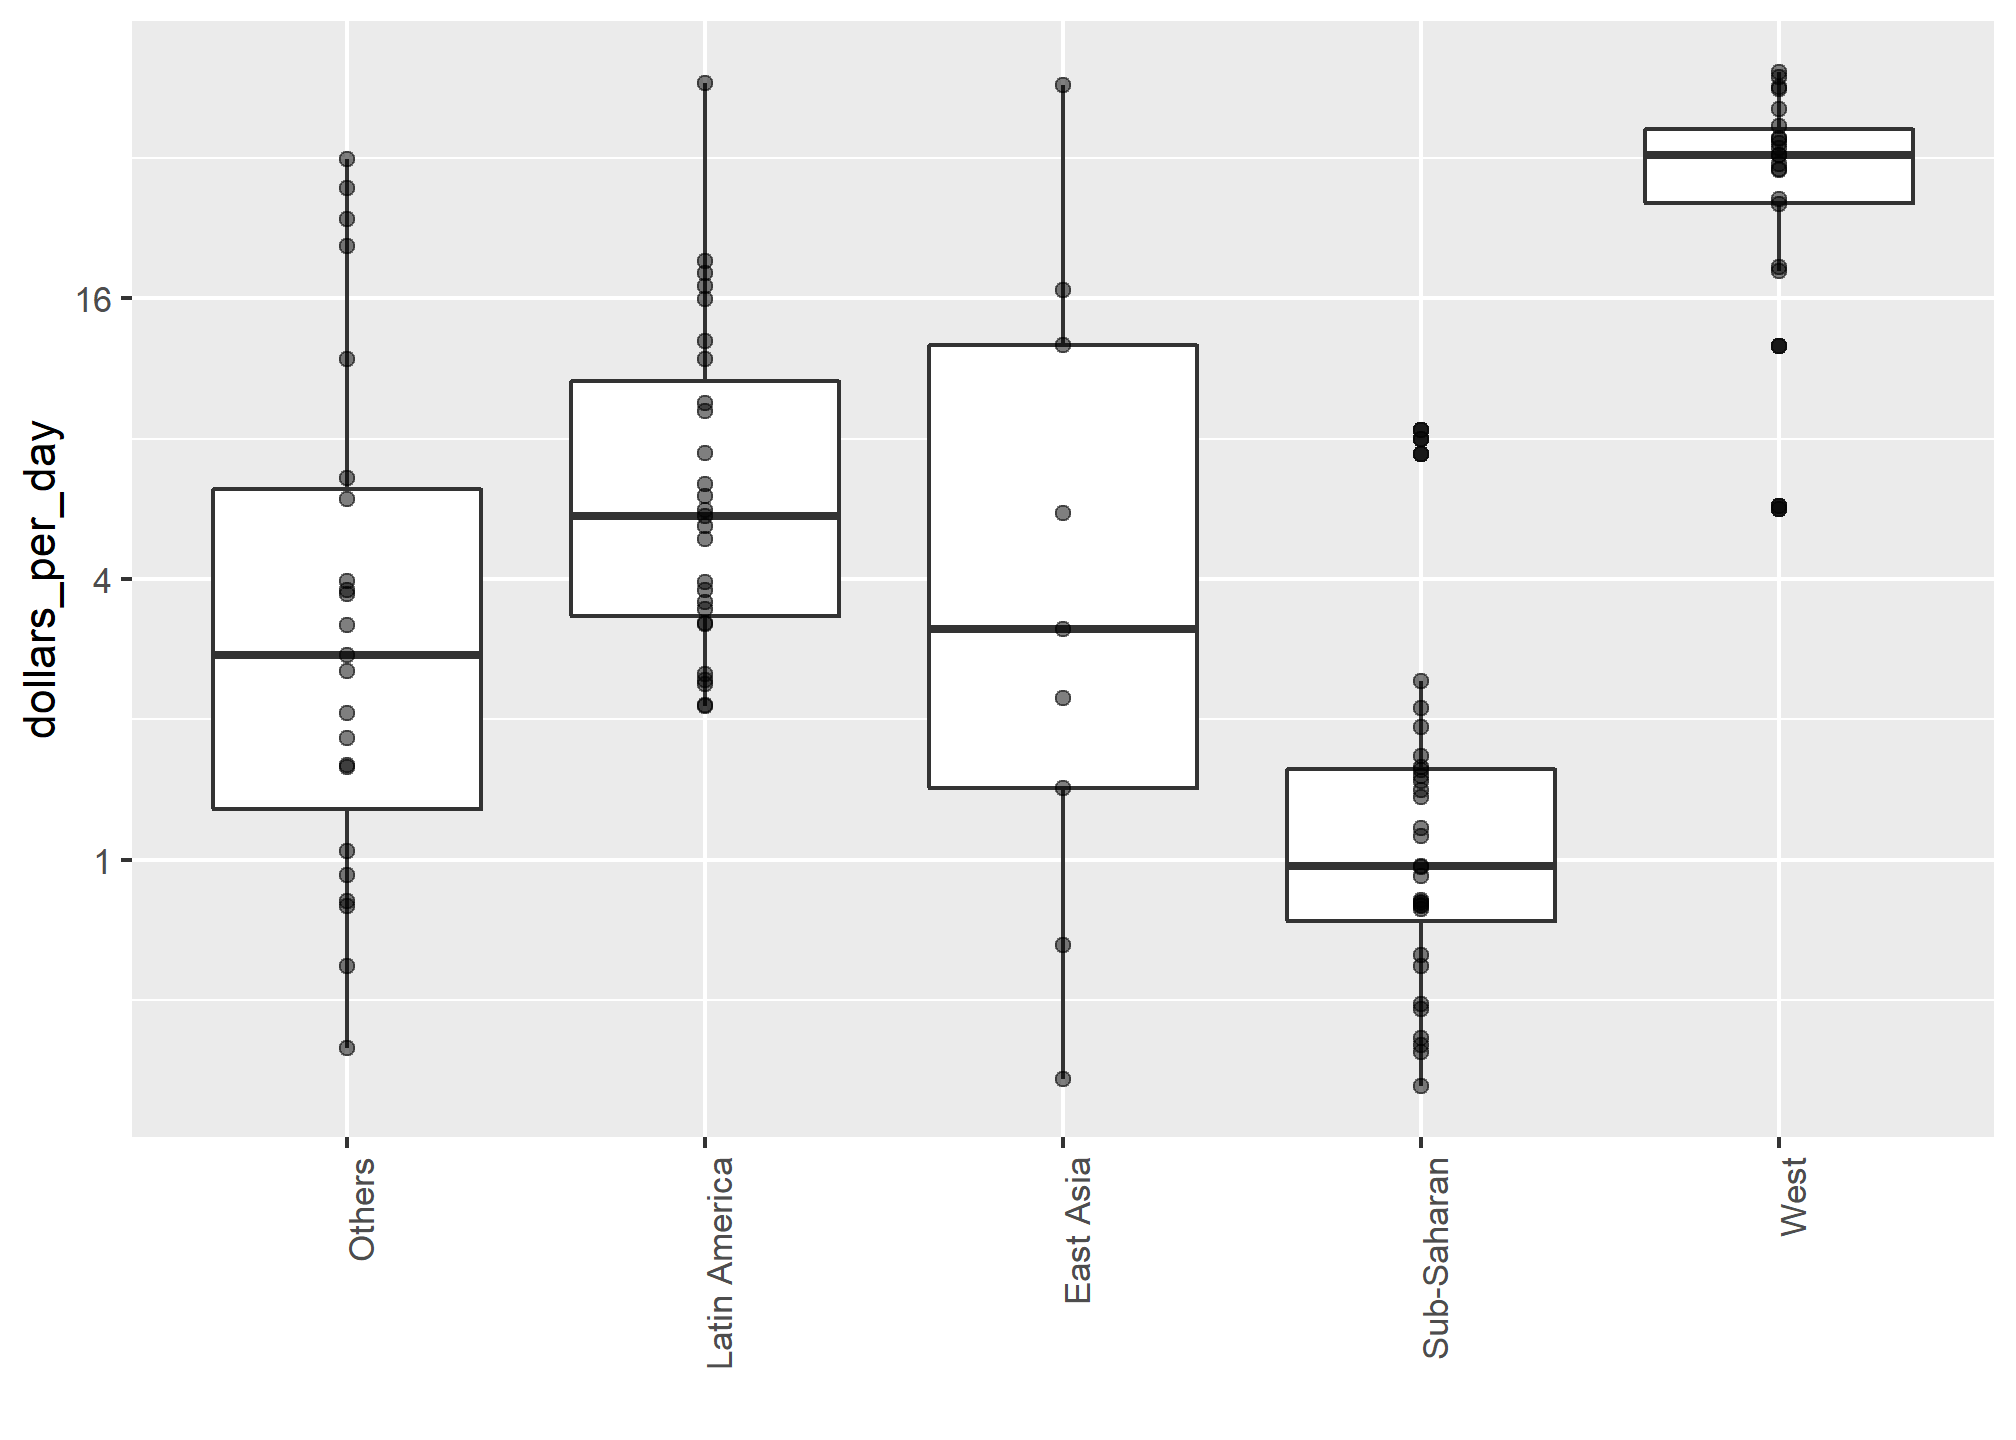 dollars_per_day
16
4
1
Others
Latin America
East Asia
Sub-Saharan
West